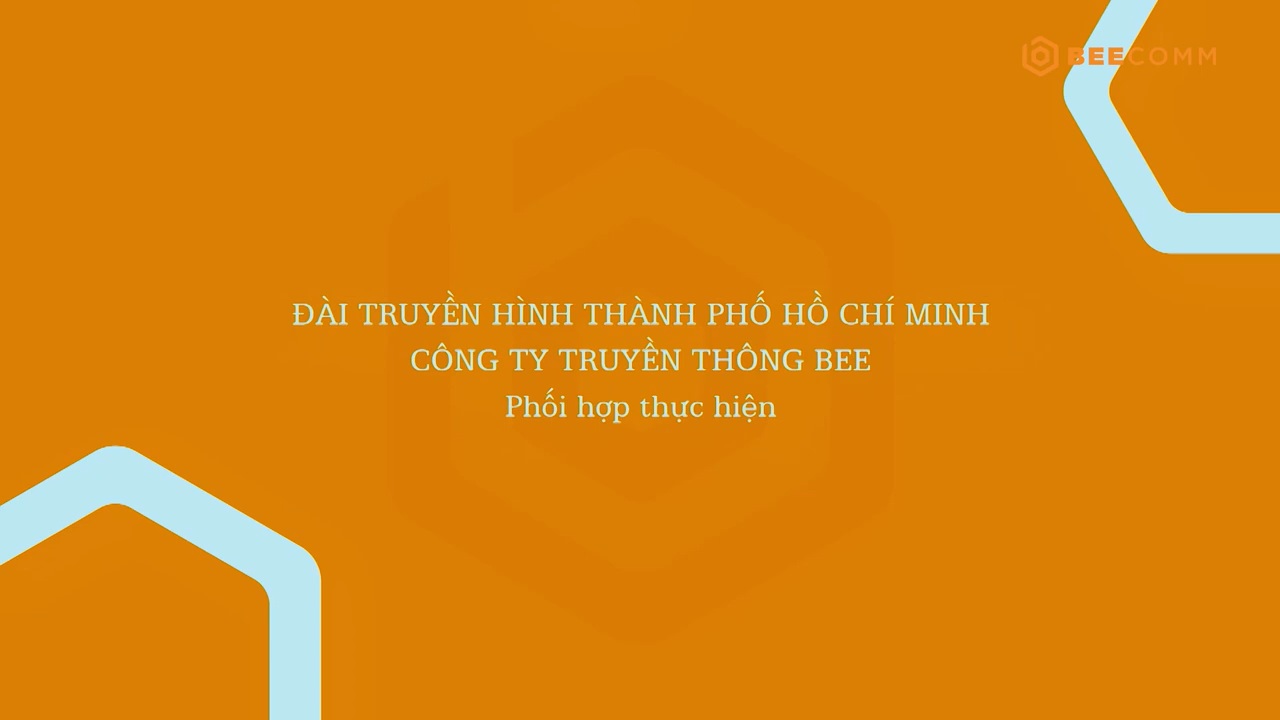 BEECOMM
ĐÀI TRUYỀN HÌNH THÀNH PHỐ HỒ CHÍ MINH
CÔNG TY TRUYỀN THÔNG BEE
Phối hợp thực hiện